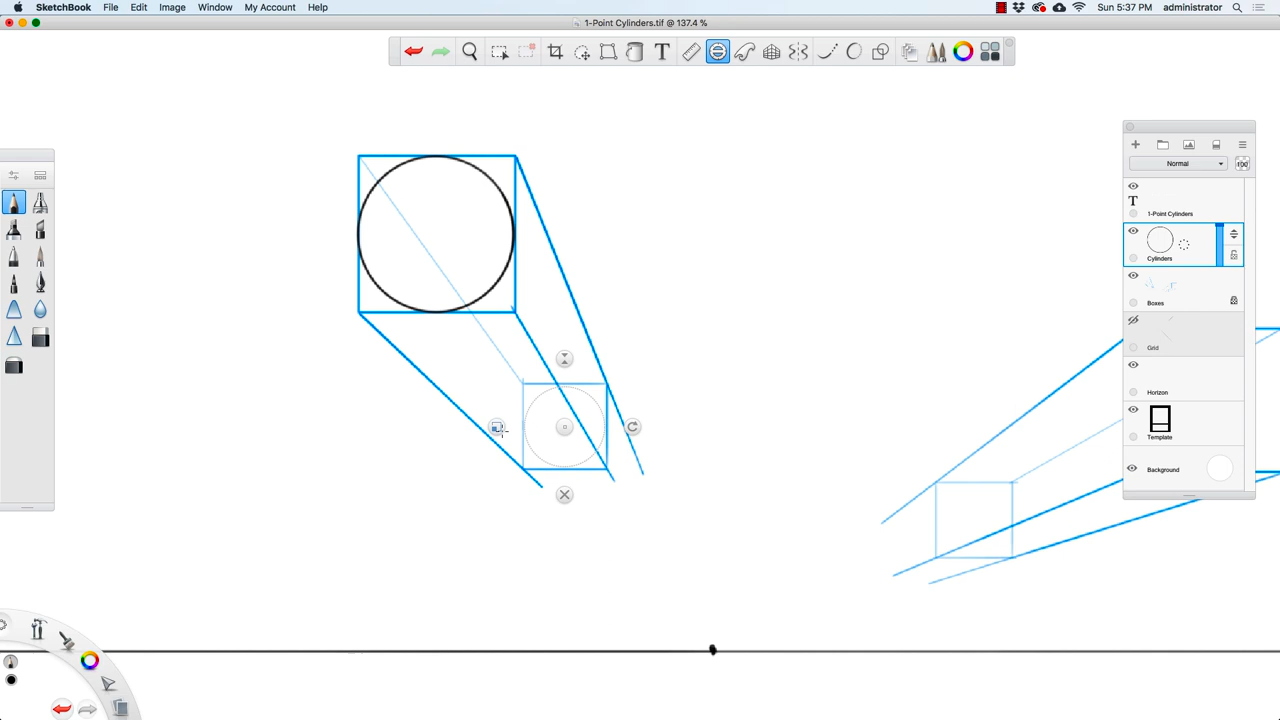 SketchBook File Edit Image Window My Account Help Sun 5:37 PM administrator
1-Point Cylinders.tif @ 137.4 %
T
Normal
100
T
1-Point Cylinders
Cylinders
Boxes
Grid
Horizon
Template
Background